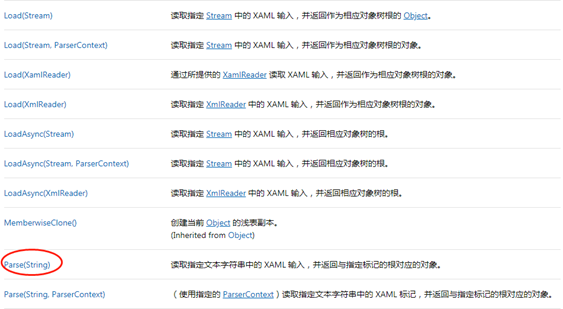 Load(Stream) 读取指定 Stream 中的 XAML 输入，并返回作为相应对象树根的 Object。
Load(Stream, ParserContext) 读取指定 Stream 中的 XAML 输入，并返回作为相应对象树根的对象。
Load(XamlReader) 通过所提供的 XamlReader 读取 XAML 输入，并返回作为相应对象树根的对象。
Load(XmlReader) 读取指定 XmlReader 中的 XAML 输入，并返回作为相应对象树根的对象。
LoadAsync(Stream) 读取指定 Stream 中的 XAML 输入，并返回相应对象树的根。
LoadAsync(Stream, ParserContext) 读取指定 Stream 中的 XAML 输入，并返回相应对象树的根。
LoadAsync(XmlReader) 读取指定 XmlReader 中的 XAML 输入，并返回相应对象树的根。
MemberwiseClone() 创建当前 Object 的浅表副本。
(Inherited from Object)
Parse(String) 读取指定文本字符串中的 XAML 输入，并返回与指定标记的根对应的对象。
Parse(String, ParserContext) （使用指定的 ParserContext）读取指定文本字符串中的 XAML 标记，并返回与指定标记的根对应的对象。